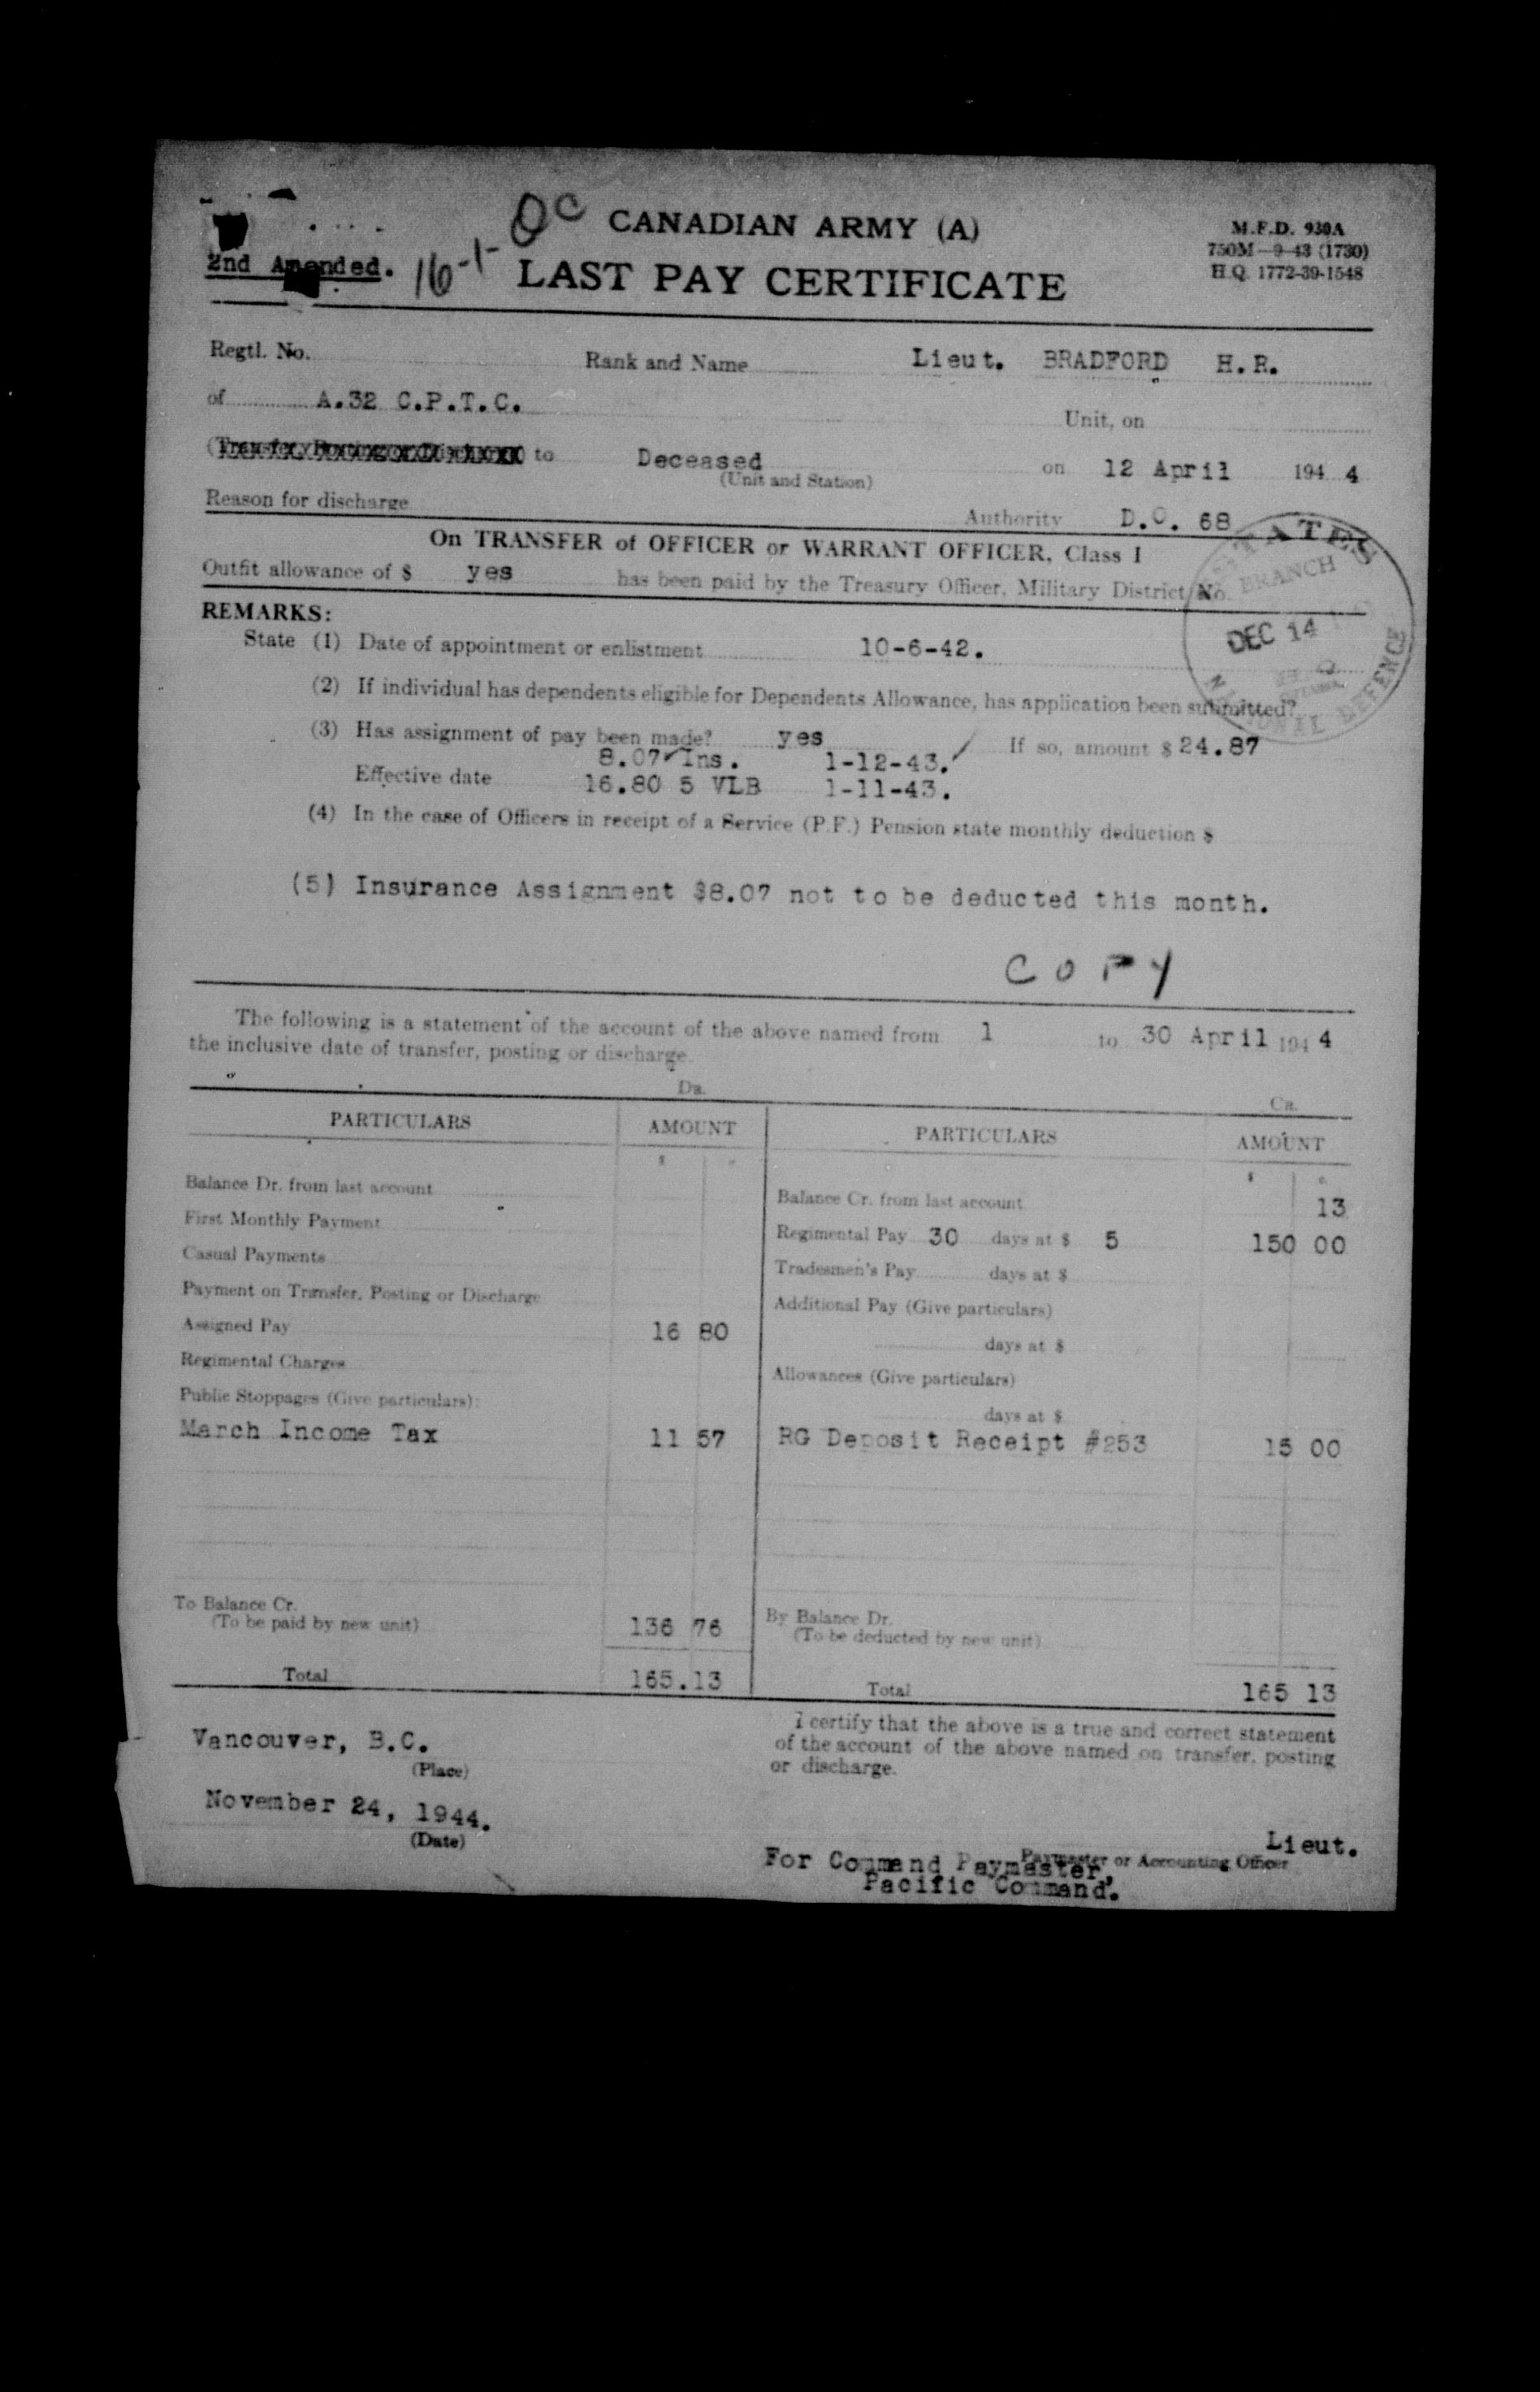 CANADIAN ARMY (A)
M.F.D. 930A
750M—9-43 (1730)
H.Q. 1772-39-1548
2nd Amended.
16-1-
LAST PAY CERTIFICATE
Regtl. No. Rank and Name Lieut. BRADFORD H.R.
of A.32 C.P.T.C. Unit, on
to Deceased on 12 April 194 4
(Unit and Station)
Reason for discharge Authority D.O. 68
On TRANSFER of OFFICER or WARRANT OFFICER, Class I
Outfit allowance of $ yes has been paid by the Treasury Officer, Military District No.
ESTATES
BRANCH
DEC 14
NATIONAL DEFENCE
REMARKS:
State (1) Date of appointment or enlistment 10-6-42.
(2) If individual has dependents eligible for Dependents Allowance, has application been submitted?
(3) Has assignment of pay been made? yes If so, amount $ 24.87
8.07 ✓ Ins. 1-12-43. ✓
Effective date 16.80 5 VLB 1-11-43.
(4) In the case of Officers in receipt of a Service (P.F.) Pension state monthly deduction $
(5) Insurance Assignment $8.07 not to be deducted this month.
COPY
The following is a statement of the account of the above named from 1 to 30 April 194 4
the inclusive date of transfer, posting or discharge.
Dr. Cr.
PARTICULARS AMOUNT PARTICULARS AMOUNT
$ c. $ c.
Balance Dr. from last account Balance Cr. from last account 13
First Monthly Payment Regimental Pay 30 days at $ 5 150 00
Casual Payments Tradesmen's Pay days at $
Payment on Transfer, Posting or Discharge Additional Pay (Give particulars)
Assigned Pay 16 80 days at $
Regimental Charges Allowances (Give particulars)
Public Stoppages (Give particulars): days at $
March Income Tax 11 57 RG Deposit Receipt #253 15 00
To Balance Cr. By Balance Dr.
(To be paid by new unit) 136 76 (To be deducted by new unit)
Total 165.13 Total 165 13
I certify that the above is a true and correct statement
of the account of the above named on transfer, posting
or discharge.
Vancouver, B.C.
(Place)
November 24, 1944.
(Date)
Lieut.
Paymaster or Accounting Officer
For Command Paymaster,
Pacific Command.